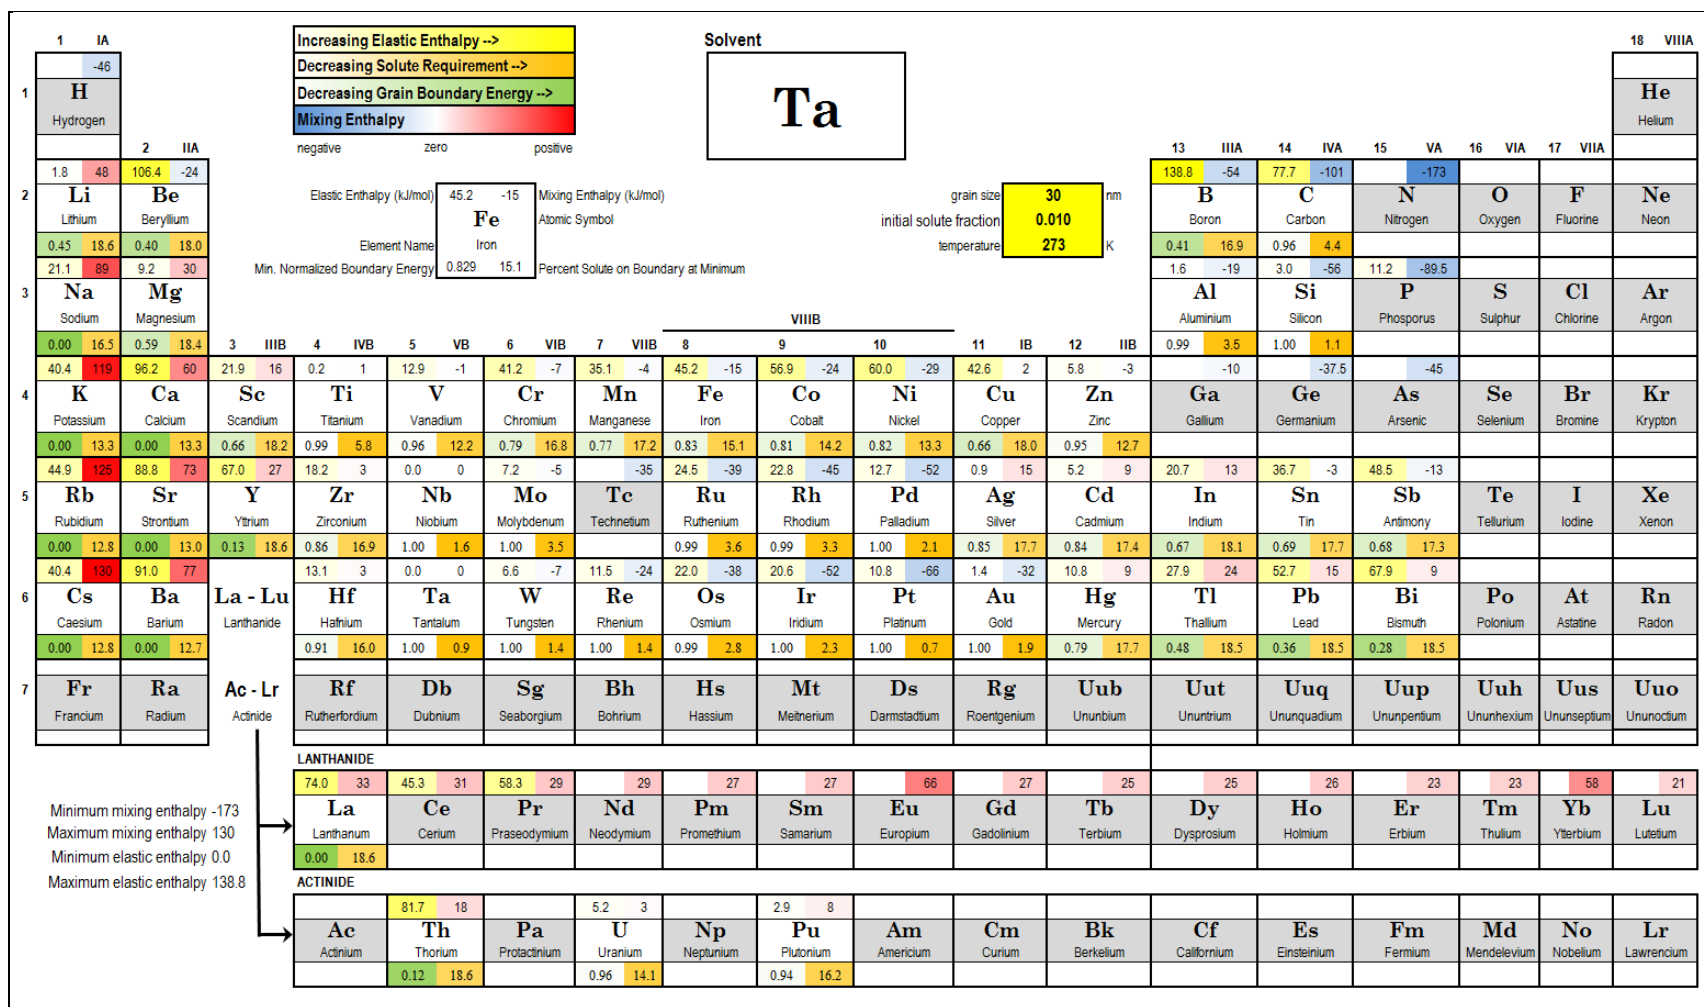 1 IA
18 VIIIA
Increasing Elastic Enthalpy -->
Decreasing Solute Requirement -->
Decreasing Grain Boundary Energy -->
Mixing Enthalpy
negative zero positive
Solvent
Ta
-46
1 H He
Hydrogen Helium
2 IIA 13 IIIA 14 IVA 15 VA 16 VIA 17 VIIA
1.8 48 106.4 -24 138.8 -54 77.7 -101 -173
2 Li Be B C N O F Ne
Lithium Beryllium Boron Carbon Nitrogen Oxygen Fluorine Neon
0.45 18.6 0.40 18.0 0.41 16.9 0.96 4.4
Elastic Enthalpy (kJ/mol) 45.2 -15 Mixing Enthalpy (kJ/mol)
Fe Atomic Symbol
Element Name Iron
Min. Normalized Boundary Energy 0.829 15.1 Percent Solute on Boundary at Minimum
grain size 30 nm
initial solute fraction 0.010
temperature 273 K
21.1 89 9.2 30 1.6 -19 3.0 -56 11.2 -89.5
3 Na Mg Al Si P S Cl Ar
Sodium Magnesium Aluminium Silicon Phosporus Sulphur Chlorine Argon
0.00 16.5 0.59 18.4 0.99 3.5 1.00 1.1
VIIIB
3 IIIB 4 IVB 5 VB 6 VIB 7 VIIB 8 9 10 11 IB 12 IIB
40.4 119 96.2 60 21.9 16 0.2 1 12.9 -1 41.2 -7 35.1 -4 45.2 -15 56.9 -24 60.0 -29 42.6 2 5.8 -3 -10 -37.5 -45
4 K Ca Sc Ti V Cr Mn Fe Co Ni Cu Zn Ga Ge As Se Br Kr
Potassium Calcium Scandium Titanium Vanadium Chromium Manganese Iron Cobalt Nickel Copper Zinc Gallium Germanium Arsenic Selenium Bromine Krypton
0.00 13.3 0.00 13.3 0.66 18.2 0.99 5.8 0.96 12.2 0.79 16.8 0.77 17.2 0.83 15.1 0.81 14.2 0.82 13.3 0.66 18.0 0.95 12.7
44.9 125 88.8 73 67.0 27 18.2 3 0.0 0 7.2 -5 -35 24.5 -39 22.8 -45 12.7 -52 0.9 15 5.2 9 20.7 13 36.7 -3 48.5 -13
5 Rb Sr Y Zr Nb Mo Tc Ru Rh Pd Ag Cd In Sn Sb Te I Xe
Rubidium Strontium Yttrium Zirconium Niobium Molybdenum Technetium Ruthenium Rhodium Palladium Silver Cadmium Indium Tin Antimony Tellurium Iodine Xenon
0.00 12.8 0.00 13.0 0.13 18.6 0.86 16.9 1.00 1.6 1.00 3.5 0.99 3.6 0.99 3.3 1.00 2.1 0.85 17.7 0.84 17.4 0.67 18.1 0.69 17.7 0.68 17.3
40.4 130 91.0 77 13.1 3 0.0 0 6.6 -7 11.5 -24 22.0 -38 20.6 -52 10.8 -66 1.4 -32 10.8 9 27.9 24 52.7 15 67.9 9
6 Cs Ba La - Lu Hf Ta W Re Os Ir Pt Au Hg Tl Pb Bi Po At Rn
Caesium Barium Lanthanide Hafnium Tantalum Tungsten Rhenium Osmium Iridium Platinum Gold Mercury Thallium Lead Bismuth Polonium Astatine Radon
0.00 12.8 0.00 12.7 0.91 16.0 1.00 0.9 1.00 1.4 1.00 1.4 0.99 2.8 1.00 2.3 1.00 0.7 1.00 1.9 0.79 17.7 0.48 18.5 0.36 18.5 0.28 18.5
7 Fr Ra Ac - Lr Rf Db Sg Bh Hs Mt Ds Rg Uub Uut Uuq Uup Uuh Uus Uuo
Francium Radium Actinide Rutherfordium Dubnium Seaborgium Bohrium Hassium Meitnerium Darmstadtium Roentgenium Ununbium Ununtrium Ununquadium Ununpentium Ununhexium Ununseptium Ununoctium
LANTHANIDE
74.0 33 45.3 31 58.3 29 29 27 27 66 27 25 25 26 23 23 58 21
La Ce Pr Nd Pm Sm Eu Gd Tb Dy Ho Er Tm Yb Lu
Lanthanum Cerium Praseodymium Neodymium Promethium Samarium Europium Gadolinium Terbium Dysprosium Holmium Erbium Thulium Ytterbium Lutetium
0.00 18.6
Minimum mixing enthalpy -173
Maximum mixing enthalpy 130
Minimum elastic enthalpy 0.0
Maximum elastic enthalpy 138.8
ACTINIDE
81.7 18 5.2 3 2.9 8
Ac Th Pa U Np Pu Am Cm Bk Cf Es Fm Md No Lr
Actinium Thorium Protactinium Uranium Neptunium Plutonium Americium Curium Berkelium Californium Einsteinium Fermium Mendelevium Nobelium Lawrencium
0.12 18.6 0.96 14.1 0.94 16.2